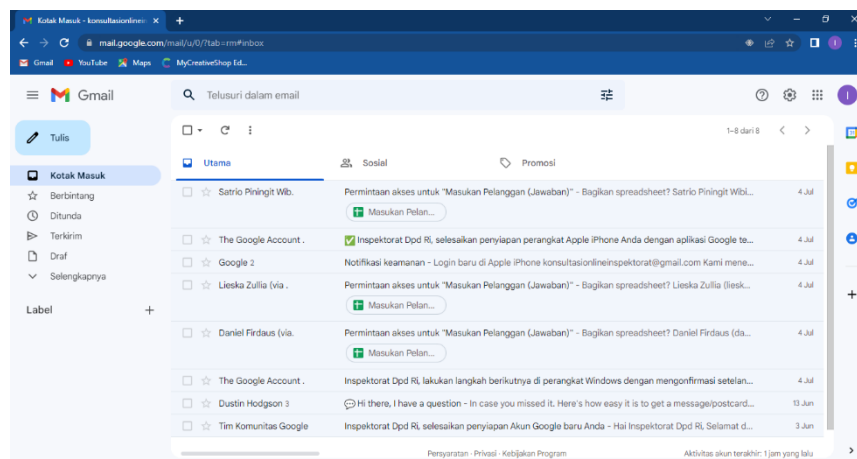 Kotak Masuk - konsultasionlinein
mail.google.com/mail/u/0/?tab=rm#inbox
Gmail YouTube Maps MyCreativeShop Ed...
Gmail
Telusuri dalam email
Tulis
1–8 dari 8
Utama Sosial Promosi
Kotak Masuk
Berbintang
Ditunda
Terkirim
Draf
Selengkapnya
Label
Satrio Piningit Wib. Permintaan akses untuk "Masukan Pelanggan (Jawaban)" - Bagikan spreadsheet? Satrio Piningit Wibi... 4 Jul
Masukan Pelan...
The Google Account . ✅ Inspektorat Dpd Ri, selesaikan penyiapan perangkat Apple iPhone Anda dengan aplikasi Google te... 4 Jul
Google 2 Notifikasi keamanan - Login baru di Apple iPhone konsultasionlineinspektorat@gmail.com Kami mene... 4 Jul
Lieska Zullia (via . Permintaan akses untuk "Masukan Pelanggan (Jawaban)" - Bagikan spreadsheet? Lieska Zullia (liesk... 4 Jul
Masukan Pelan...
Daniel Firdaus (via. Permintaan akses untuk "Masukan Pelanggan (Jawaban)" - Bagikan spreadsheet? Daniel Firdaus (da... 4 Jul
Masukan Pelan...
The Google Account . Inspektorat Dpd Ri, lakukan langkah berikutnya di perangkat Windows dengan mengonfirmasi setelan... 4 Jul
Dustin Hodgson 3 💬 Hi there, I have a question - In case you missed it. Here's how easy it is to get a message/postcard... 13 Jun
Tim Komunitas Google Inspektorat Dpd Ri, selesaikan penyiapan Akun Google baru Anda - Hai Inspektorat Dpd Ri, Selamat d... 3 Jun
Persyaratan · Privasi · Kebijakan Program Aktivitas akun terakhir: 1 jam yang lalu